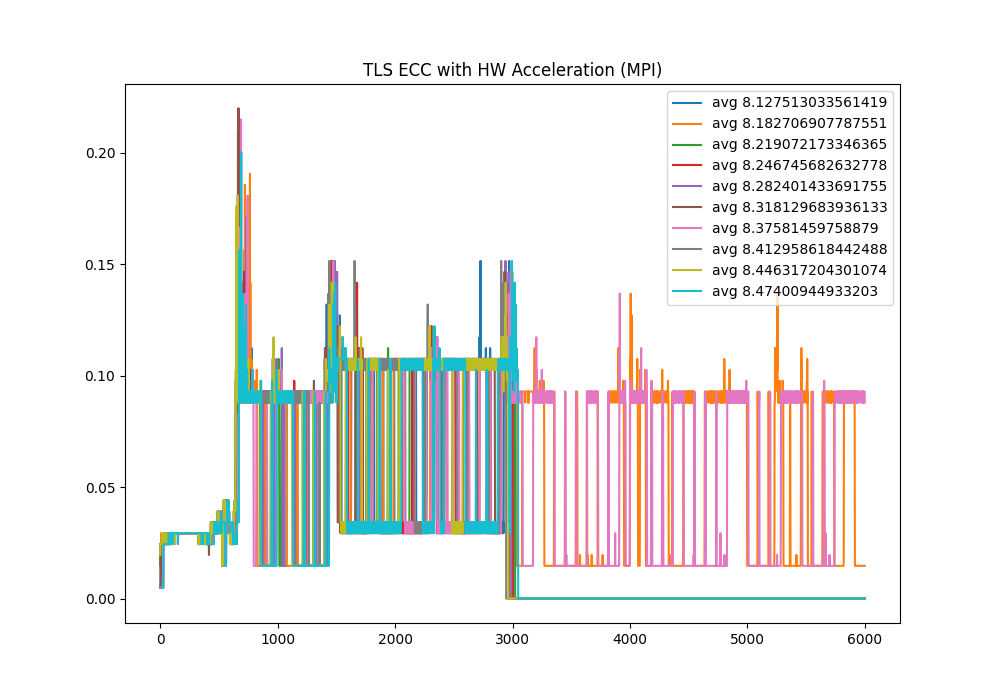 TLS ECC with HW Acceleration (MPI)
avg 8.127513033561419
avg 8.182706907787551
avg 8.219072173346365
avg 8.246745682632778
avg 8.282401433691755
avg 8.318129683936133
avg 8.37581459758879
avg 8.412958618442488
avg 8.446317204301074
avg 8.47400944933203
0.20
0.15
0.10
0.05
0.00
0 1000 2000 3000 4000 5000 6000